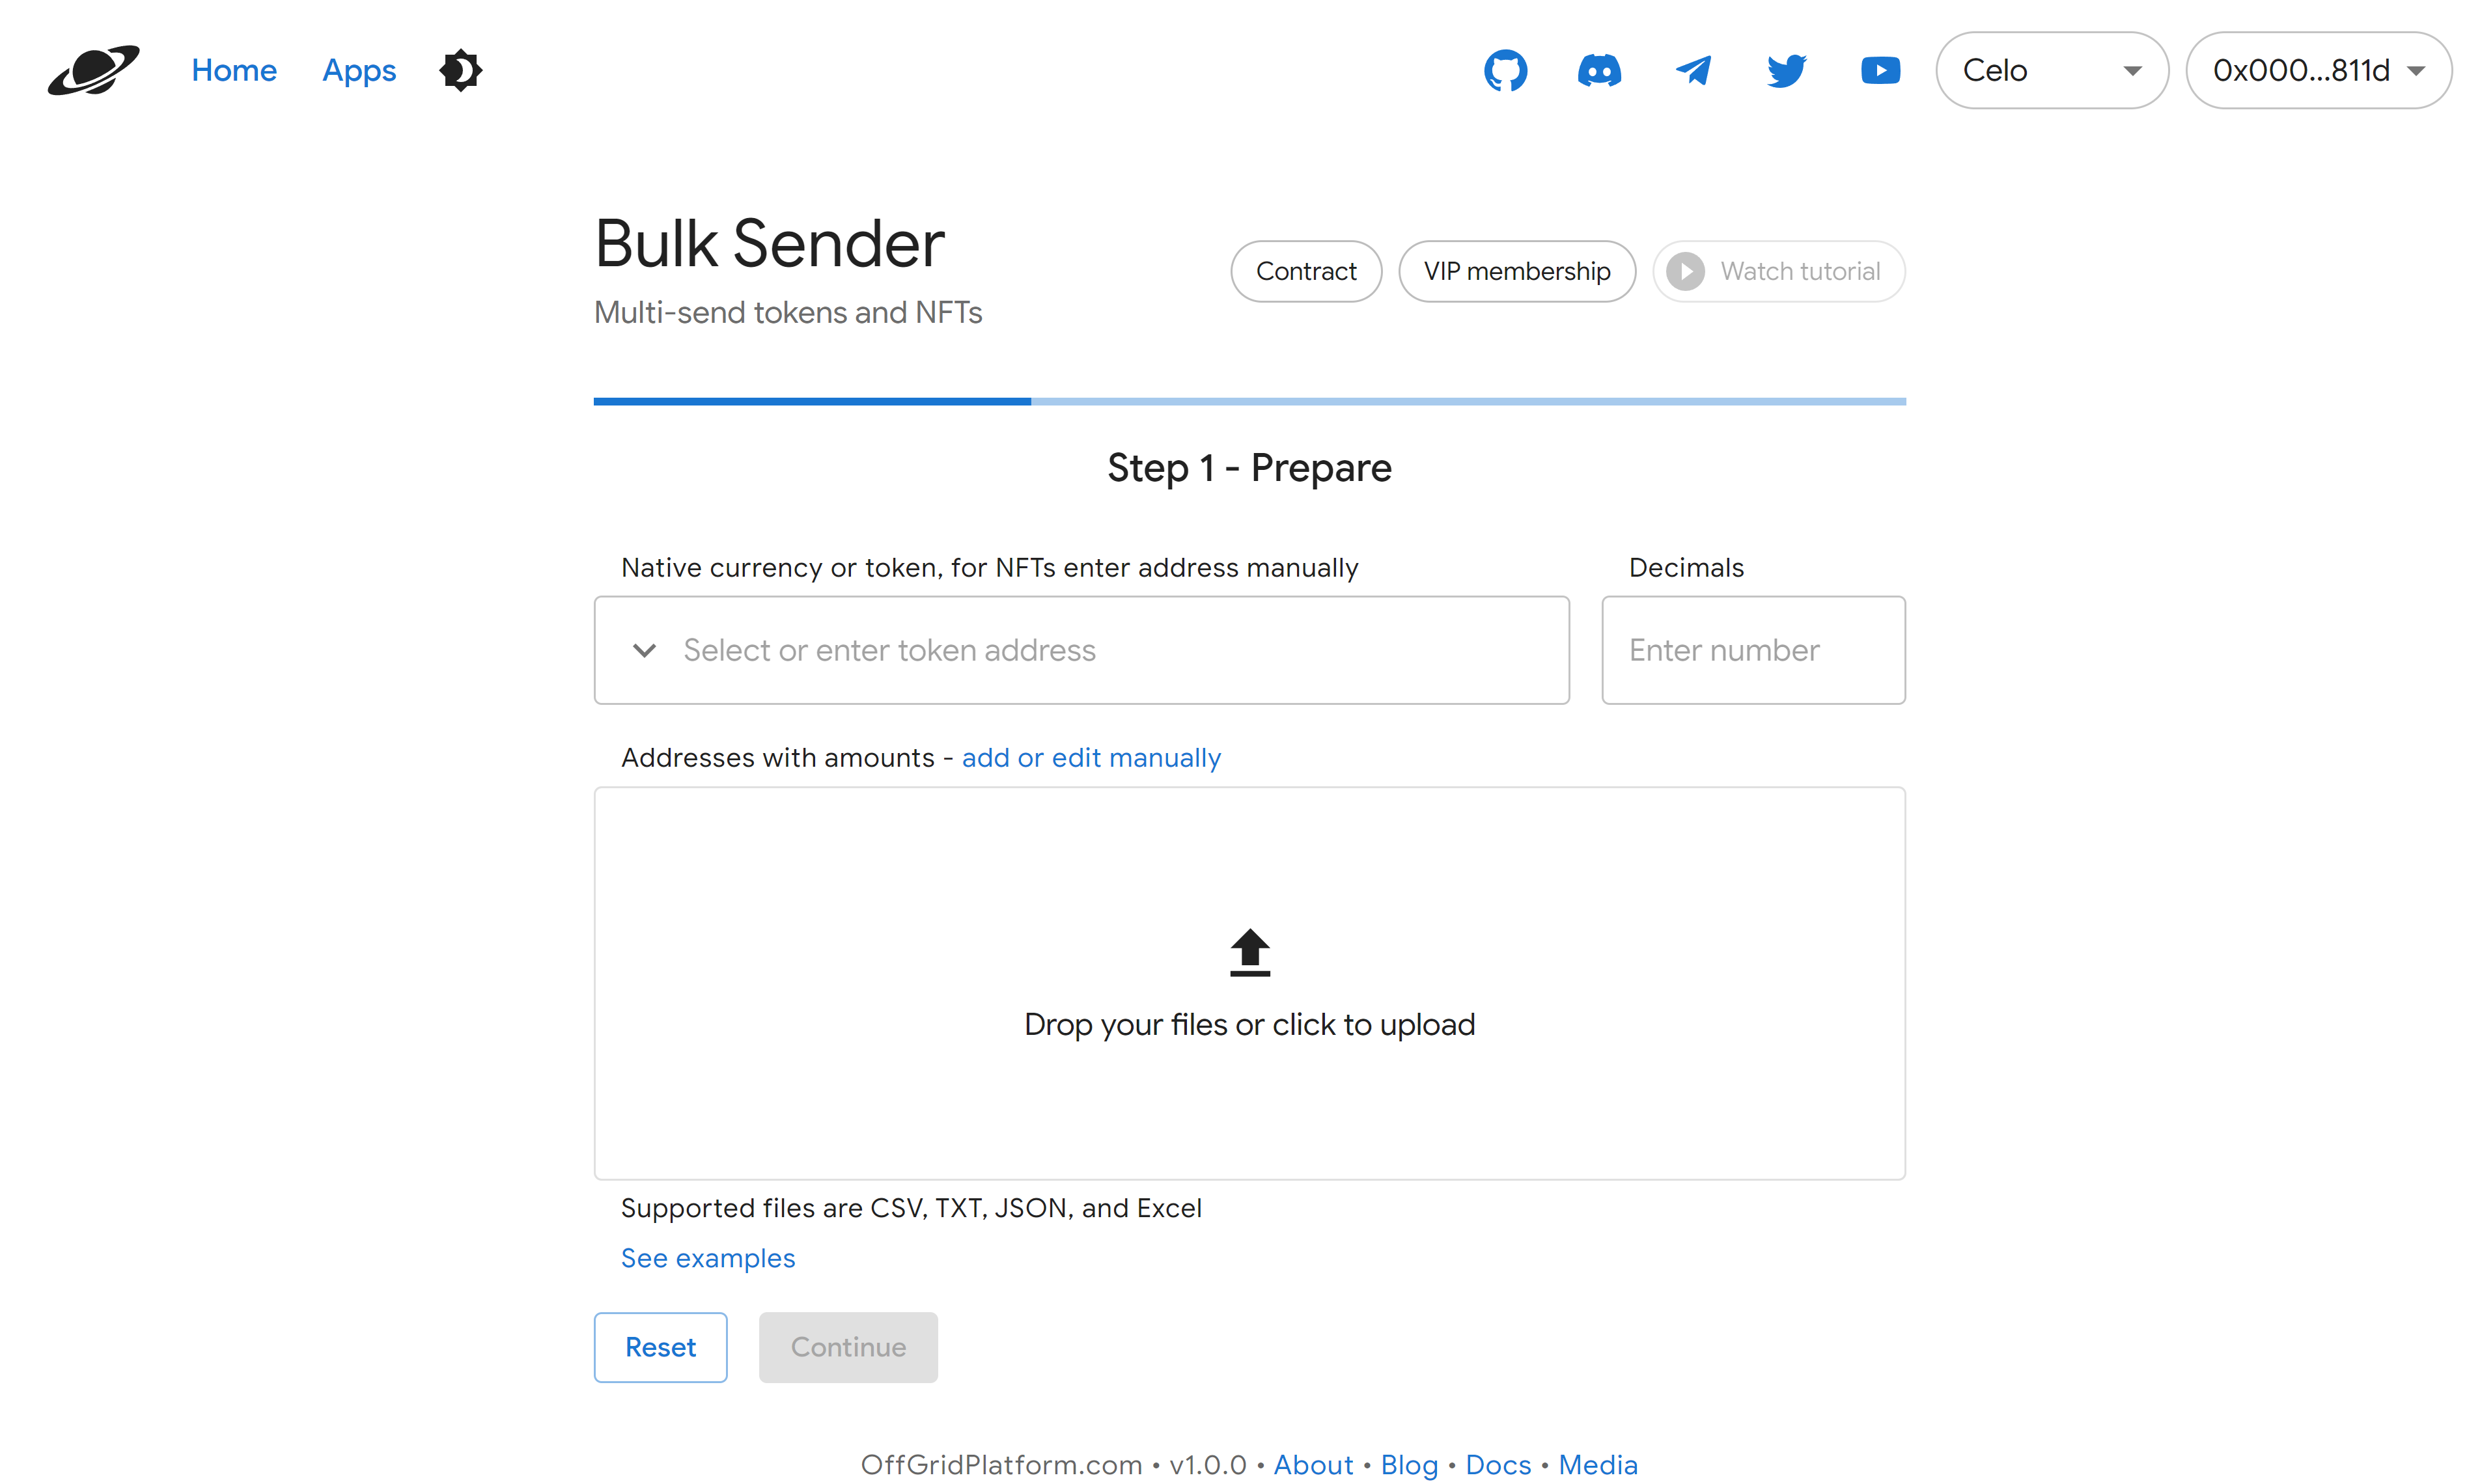 Home Apps Celo 0x000...811d
Bulk Sender
Multi-send tokens and NFTs
Contract VIP membership Watch tutorial
Step 1 - Prepare
Native currency or token, for NFTs enter address manually Decimals
Select or enter token address Enter number
Addresses with amounts - add or edit manually
Drop your files or click to upload
Supported files are CSV, TXT, JSON, and Excel
See examples
Reset Continue
OffGridPlatform.com • v1.0.0 • About • Blog • Docs • Media